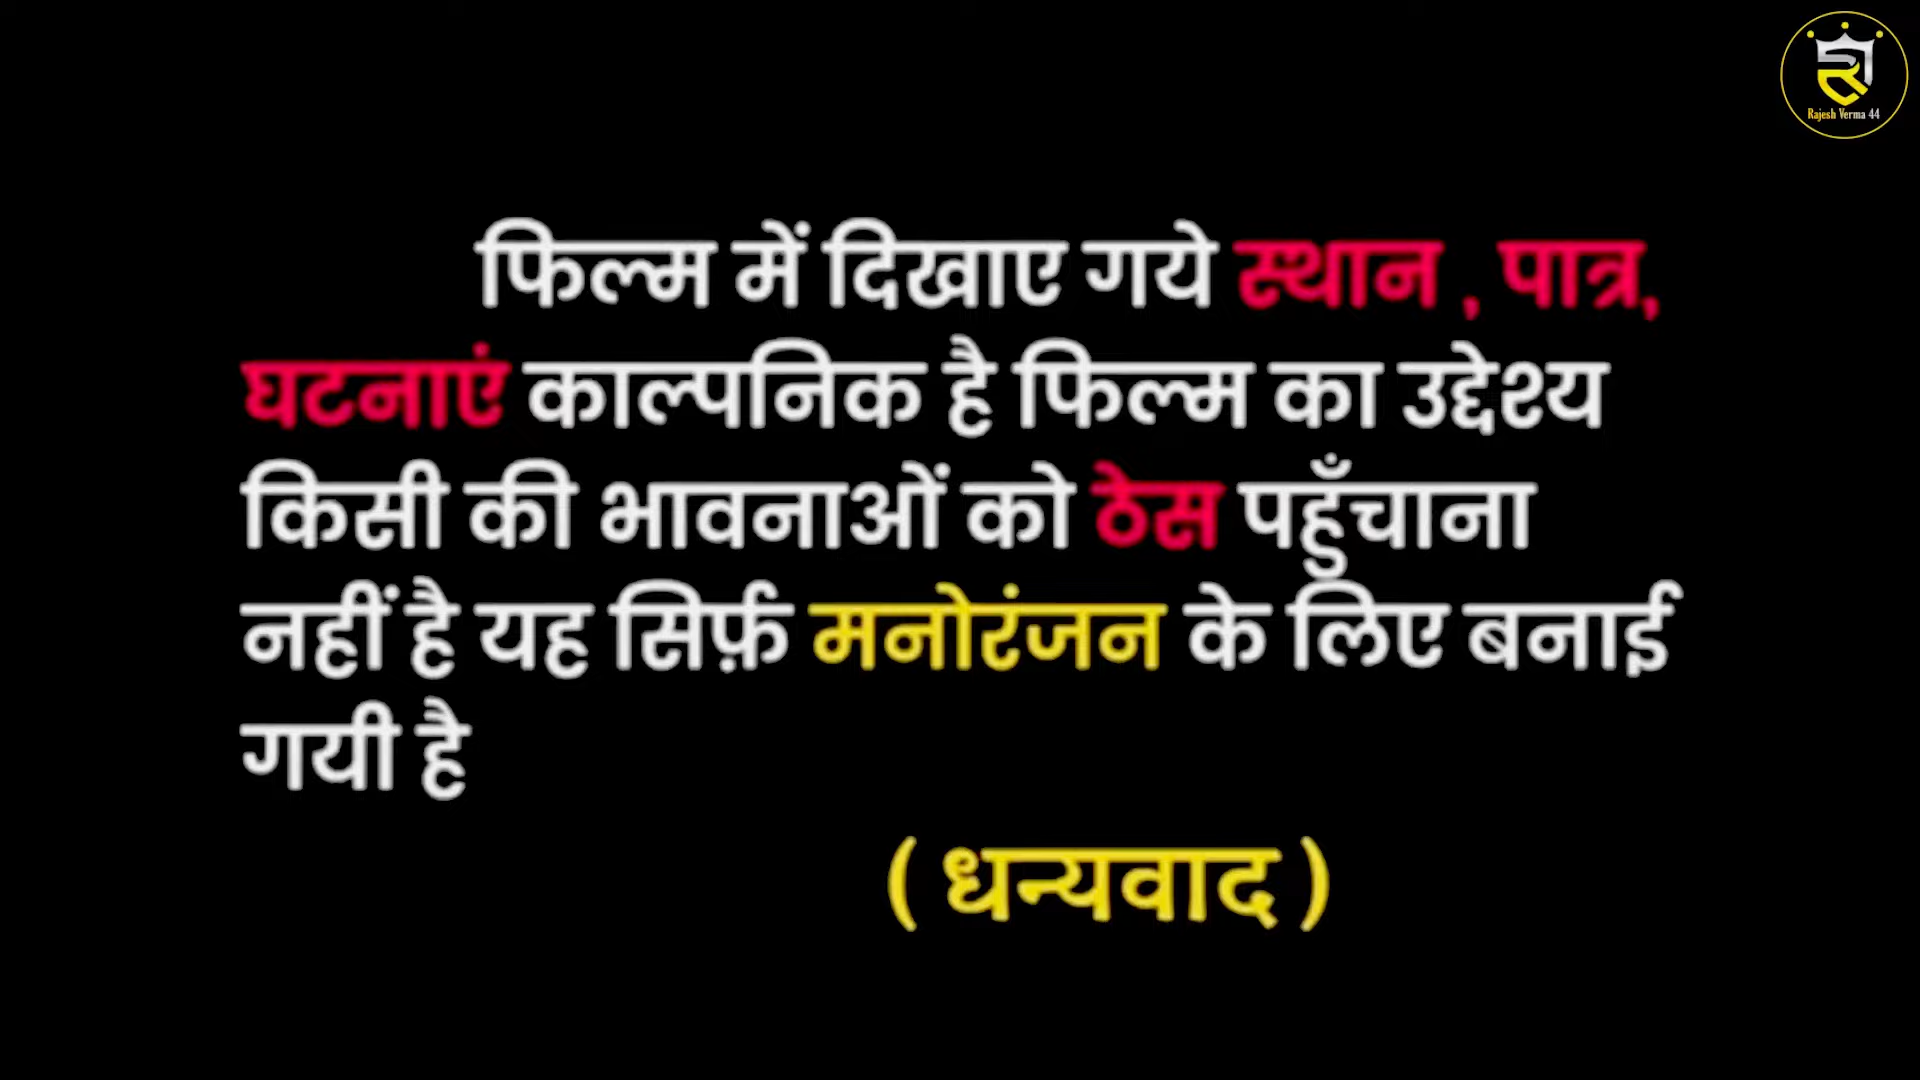 Rajesh Verma 44
फिल्म में दिखाए गये स्थान , पात्र,
घटनाएं काल्पनिक है फिल्म का उद्देश्य
किसी की भावनाओं को ठेस पहुँचाना
नहीं है यह सिर्फ़ मनोरंजन के लिए बनाई
गयी है
( धन्यवाद )